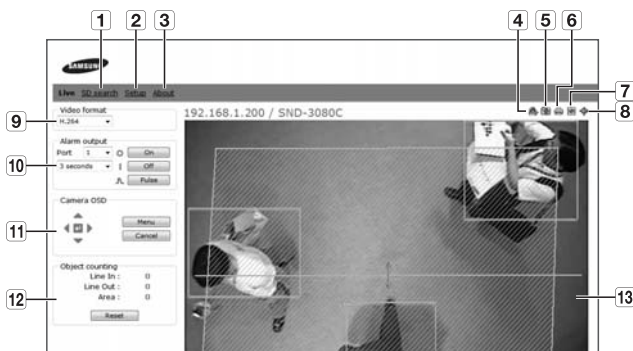 1 2 3 4 5 6
SAMSUNG
7
Live SD search Setup About
9 Video format
H.264
192.168.1.200 / SND-3080C
8
Alarm output
Port 1 On
10 3 seconds Off
Pulse
Camera OSD
11 Menu
Cancel
Object counting
Line In : 0
12 Line Out : 0
13
Area : 0
Reset